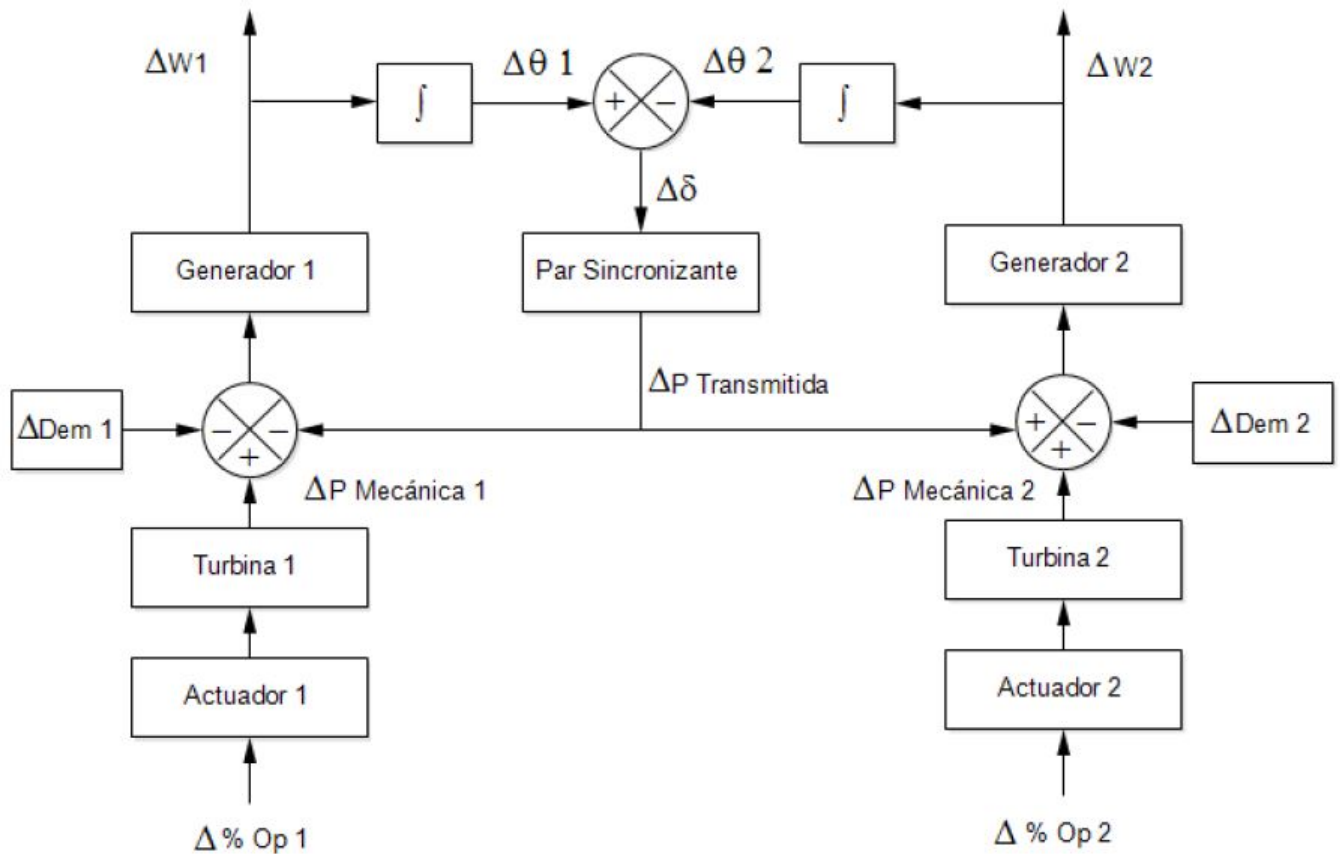 ΔW1
∫
Δθ 1
+ −
Δθ 2
∫
ΔW2
Δδ
Generador 1
Par Sincronizante
Generador 2
ΔP Transmitida
ΔDem 1
− −
+
+ −
+
ΔDem 2
ΔP Mecánica 1
ΔP Mecánica 2
Turbina 1
Turbina 2
Actuador 1
Actuador 2
Δ% Op 1
Δ% Op 2